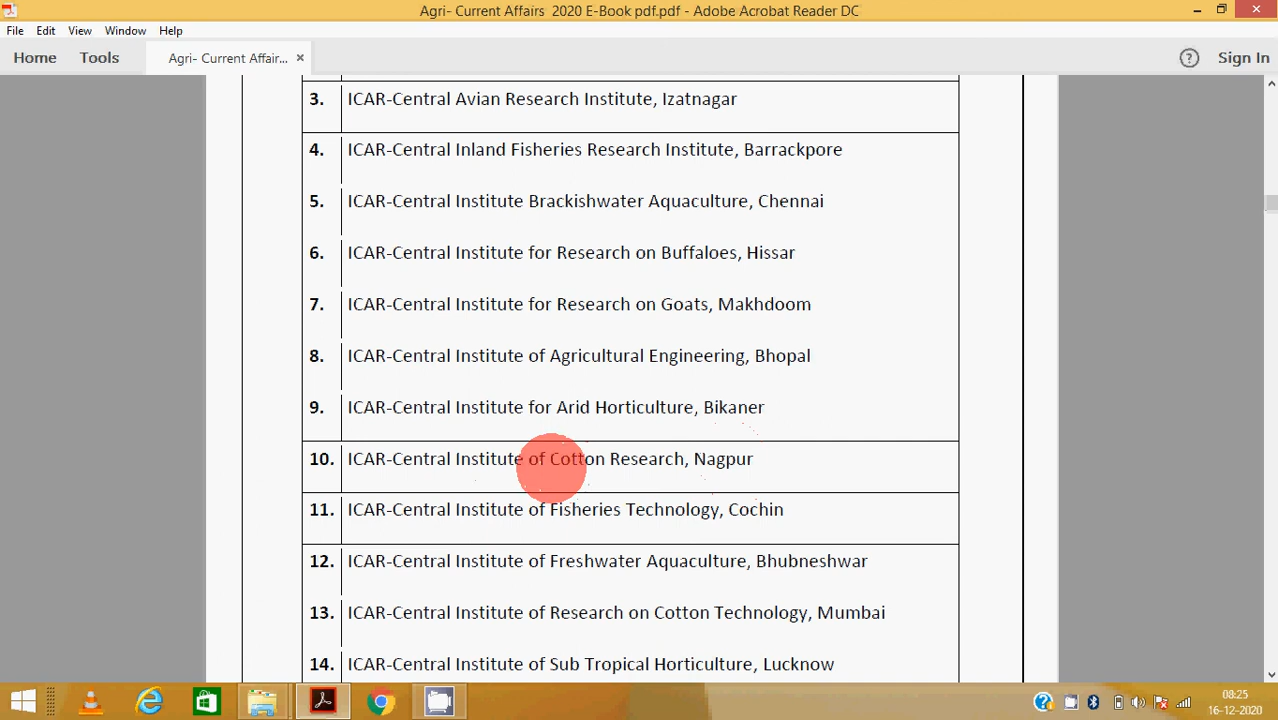 Agri- Current Affairs 2020 E-Book pdf.pdf - Adobe Acrobat Reader DC
File Edit View Window Help
Home Tools Agri- Current Affair... × ? Sign In
3. ICAR-Central Avian Research Institute, Izatnagar
4. ICAR-Central Inland Fisheries Research Institute, Barrackpore
5. ICAR-Central Institute Brackishwater Aquaculture, Chennai
6. ICAR-Central Institute for Research on Buffaloes, Hissar
7. ICAR-Central Institute for Research on Goats, Makhdoom
8. ICAR-Central Institute of Agricultural Engineering, Bhopal
9. ICAR-Central Institute for Arid Horticulture, Bikaner
10. ICAR-Central Institute of Cotton Research, Nagpur
11. ICAR-Central Institute of Fisheries Technology, Cochin
12. ICAR-Central Institute of Freshwater Aquaculture, Bhubneshwar
13. ICAR-Central Institute of Research on Cotton Technology, Mumbai
14. ICAR-Central Institute of Sub Tropical Horticulture, Lucknow
08:25
16-12-2020